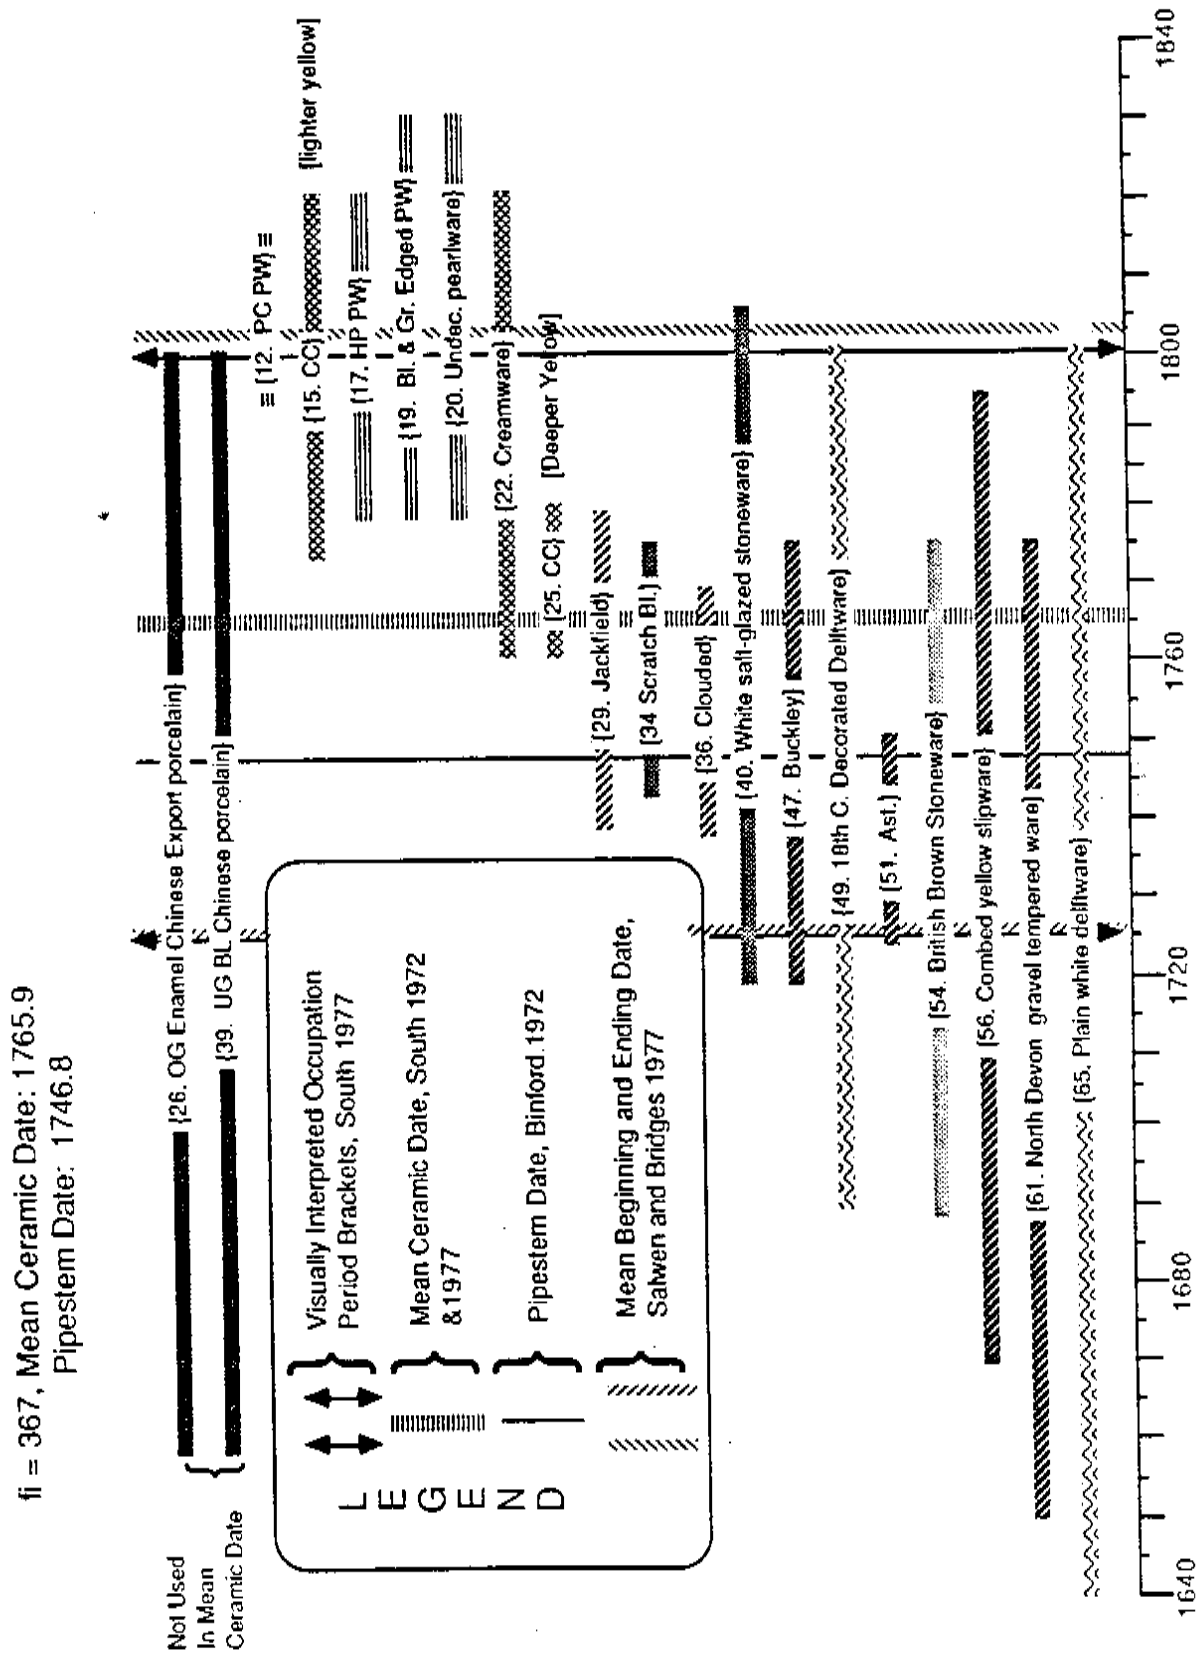 fi = 367, Mean Ceramic Date: 1765.9
Pipestem Date: 1746.8
Not Used
In Mean
Ceramic Date
{26. OG Enamel Chinese Export porcelain}
{39. UG BL Chinese porcelain}
≡ {12. PC PW} ≡
{15. CC} [lighter yellow]
{17. HP PW}
{19. Bl. & Gr. Edged PW}
{20. Undec. pearlware}
{22. Creamware}
{25. CC} [Deeper Yellow]
{29. Jackfield}
{34 Scratch Bl.}
{36. Clouded}
{40. White salt-glazed stoneware}
{47. Buckley}
{49. 18th C. Decorated Delftware}
{51. Ast.}
{54. British Brown Stoneware}
{56. Combed yellow slipware}
{61. North Devon gravel tempered ware}
{65. Plain white delftware}
LEGEND
Visually Interpreted Occupation
Period Brackets, South 1977
Mean Ceramic Date, South 1972
&1977
Pipestem Date, Binford 1972
Mean Beginning and Ending Date,
Salwen and Bridges 1977
1640 1680 1720 1760 1800 1840